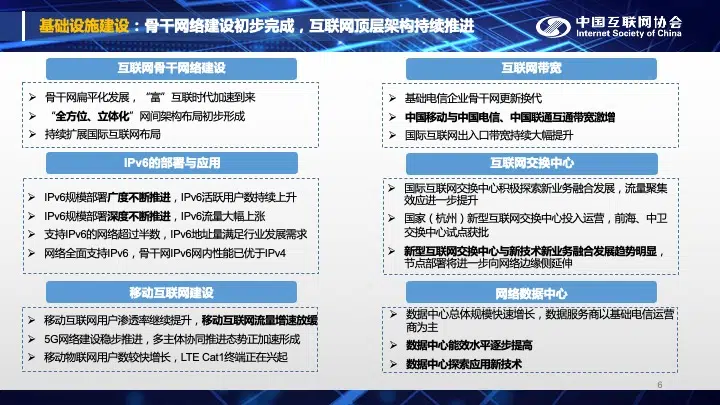 基础设施建设：骨干网络建设初步完成，互联网顶层架构持续推进
中国互联网协会
Internet Society of China
互联网骨干网络建设
➢ 骨干网扁平化发展，“富”互联时代加速到来
➢ “全方位、立体化”网间架构布局初步形成
➢ 持续扩展国际互联网布局
IPv6的部署与应用
➢ IPv6规模部署广度不断推进，IPv6活跃用户数持续上升
➢ IPv6规模部署深度不断推进，IPv6流量大幅上涨
➢ 支持IPv6的网络超过半数，IPv6地址量满足行业发展需求
➢ 网络全面支持IPv6，骨干网IPv6网内性能已优于IPv4
移动互联网建设
➢ 移动互联网用户渗透率继续提升，移动互联网流量增速放缓
➢ 5G网络建设稳步推进，多主体协同推进态势正加速形成
➢ 移动物联网用户数较快增长，LTE Cat1终端正在兴起
互联网带宽
➢ 基础电信企业骨干网更新换代
➢ 中国移动与中国电信、中国联通互通带宽激增
➢ 国际互联网出入口带宽持续大幅提升
互联网交换中心
➢ 国际互联网交换中心积极探索新业务融合发展，流量聚集
效应进一步提升
➢ 国家（杭州）新型互联网交换中心投入运营，前海、中卫
交换中心试点获批
➢ 新型互联网交换中心与新技术新业务融合发展趋势明显，
节点部署将进一步向网络边缘侧延伸
网络数据中心
➢ 数据中心总体规模快速增长，数据服务商以基础电信运营
商为主
➢ 数据中心能效水平逐步提高
➢ 数据中心探索应用新技术
6